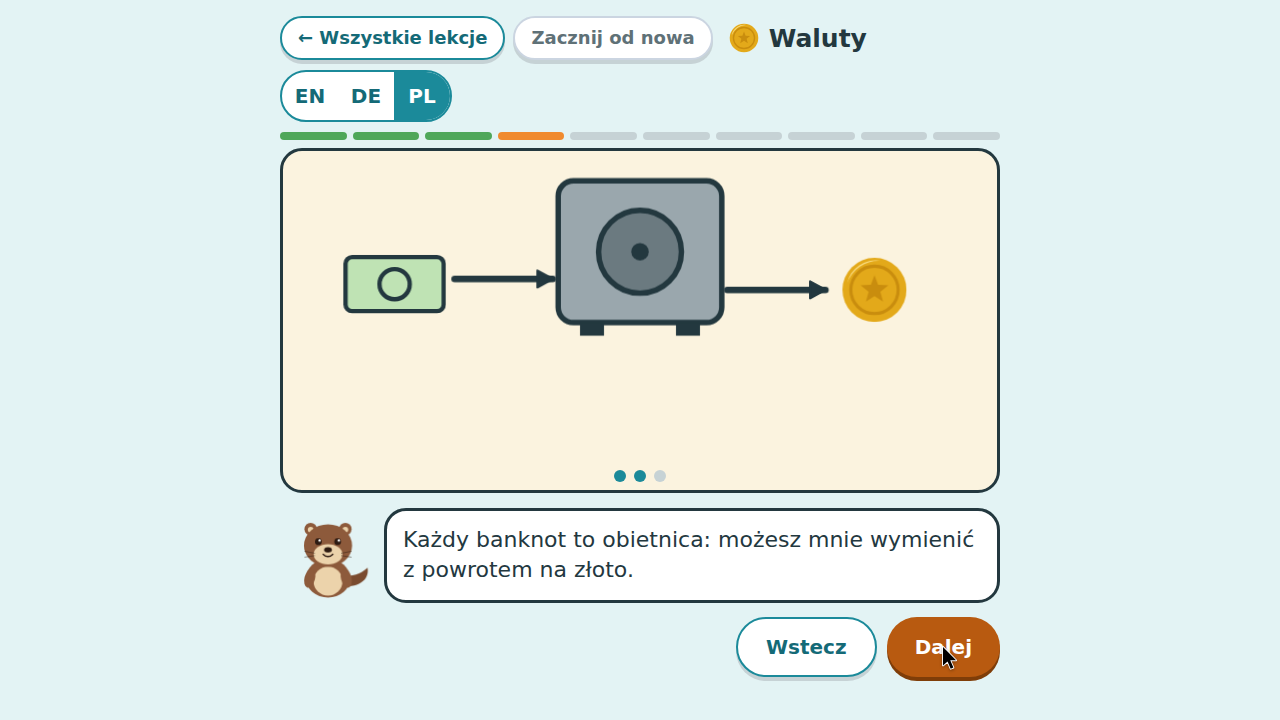 ← Wszystkie lekcje
Zacznij od nowa
Waluty
EN DE PL
Każdy banknot to obietnica: możesz mnie wymienić
z powrotem na złoto.
Wstecz
Dalej